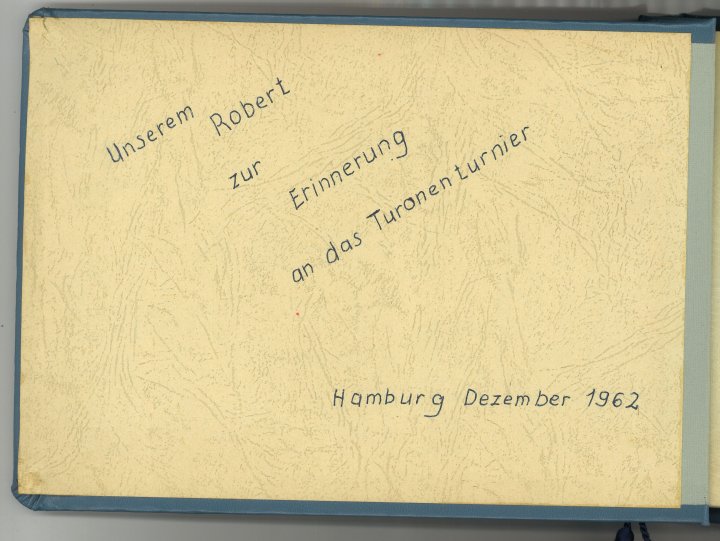 Unserem Robert
zur Erinnerung
an das Turonenturnier
Hamburg Dezember 1962